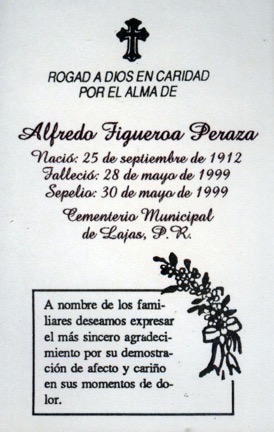 ROGAD A DIOS EN CARIDAD
POR EL ALMA DE
Alfredo Figueroa Peraza
Nació: 25 de septiembre de 1912
Falleció: 28 de mayo de 1999
Sepelio: 30 de mayo de 1999
Cementerio Municipal
de Lajas, P.R.
A nombre de los fami-
liares deseamos expresar
el más sincero agradeci-
miento por su demostra-
ción de afecto y cariño
en sus momentos de do-
lor.